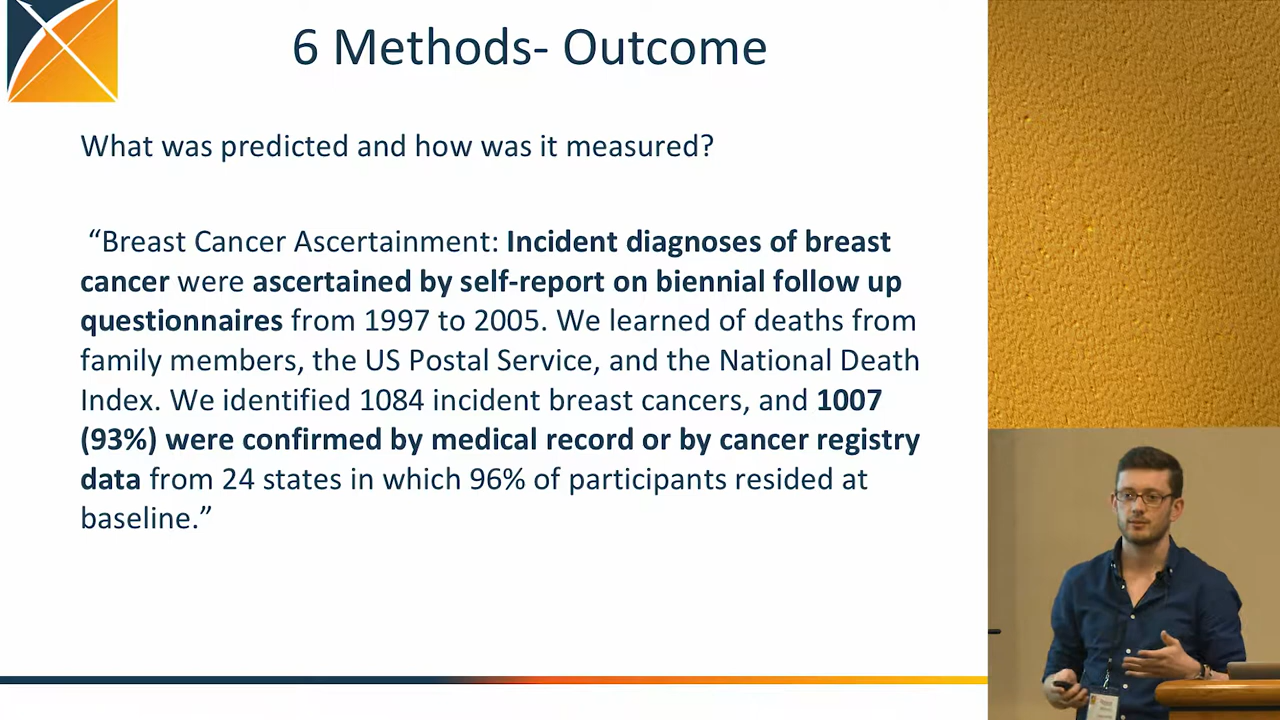 6 Methods- Outcome
What was predicted and how was it measured?
“Breast Cancer Ascertainment: Incident diagnoses of breast
cancer were ascertained by self-report on biennial follow up
questionnaires from 1997 to 2005. We learned of deaths from
family members, the US Postal Service, and the National Death
Index. We identified 1084 incident breast cancers, and 1007
(93%) were confirmed by medical record or by cancer registry
data from 24 states in which 96% of participants resided at
baseline.”